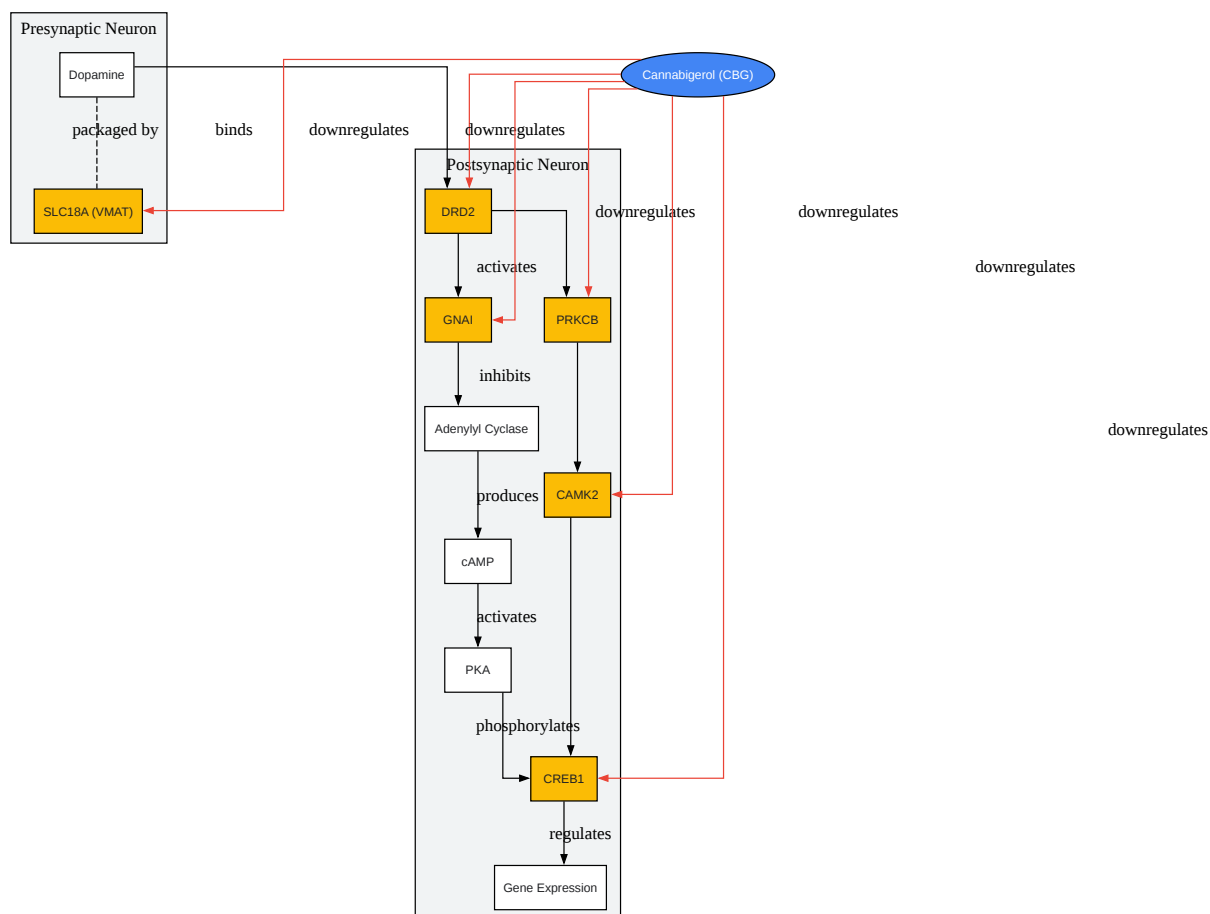 Presynaptic Neuron
Dopamine
Cannabigerol (CBG)
packaged by
binds
downregulates
downregulates
Postsynaptic Neuron
SLC18A (VMAT)
DRD2
downregulates
downregulates
activates
downregulates
GNAI
PRKCB
inhibits
Adenylyl Cyclase
downregulates
produces
CAMK2
cAMP
activates
PKA
phosphorylates
CREB1
regulates
Gene Expression